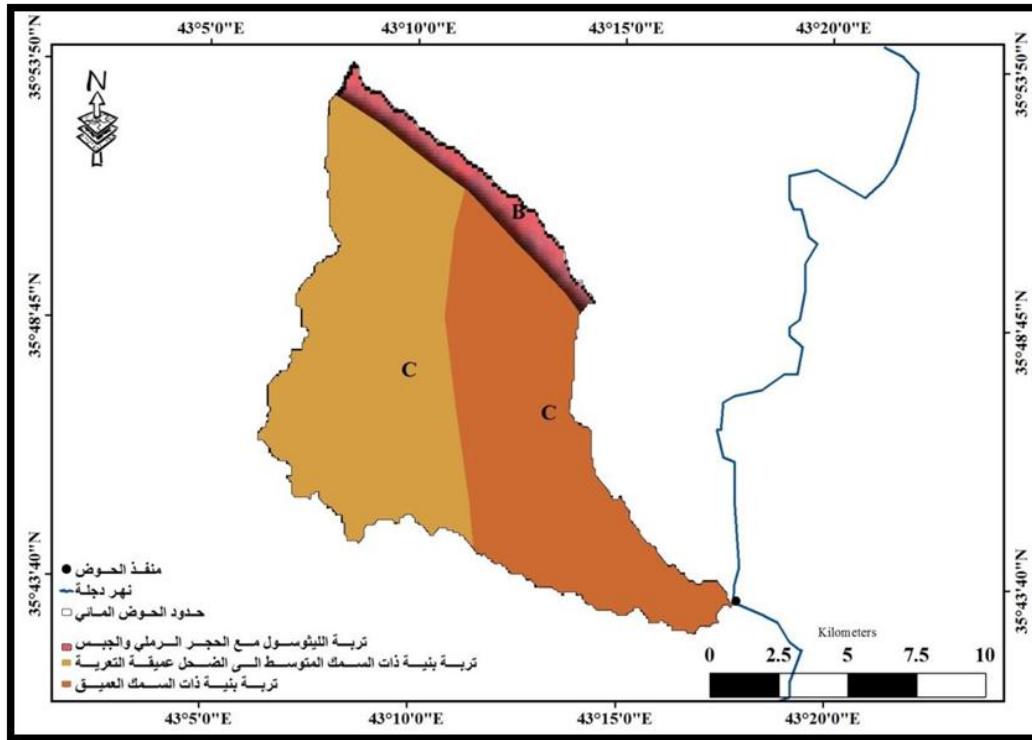 43°5'0"E 43°10'0"E 43°15'0"E 43°20'0"E
35°53'50"N 35°53'50"N
N
B
35°48'45"N 35°48'45"N
C
C
35°43'40"N 35°43'40"N
منفذ الحوض
نهر دجلة
حدود الحوض المائي
تربة الليثوسول مع الحجر الرملي والجبس
تربة بنية ذات السمك المتوسط الى الضحل عميقة التعرية
تربة بنية ذات السمك العميق
Kilometers
0 2.5 5 7.5 10
43°5'0"E 43°10'0"E 43°15'0"E 43°20'0"E